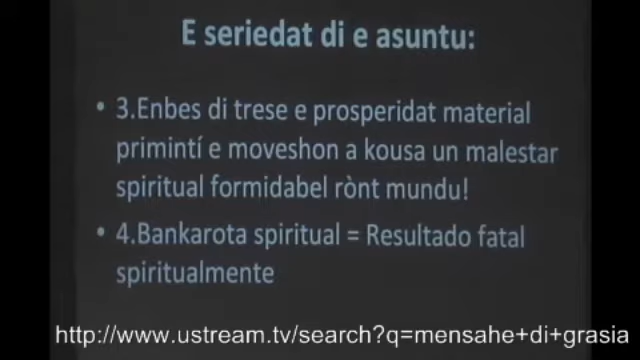 E seriedat di e asuntu:
• 3.Enbes di trese e prosperidat material
primintí e moveshon a kousa un malestar
spiritual formidabel rònt mundu!
• 4.Bankarota spiritual = Resultado fatal
spiritualmente
http://www.ustream.tv/search?q=mensahe+di+grasia